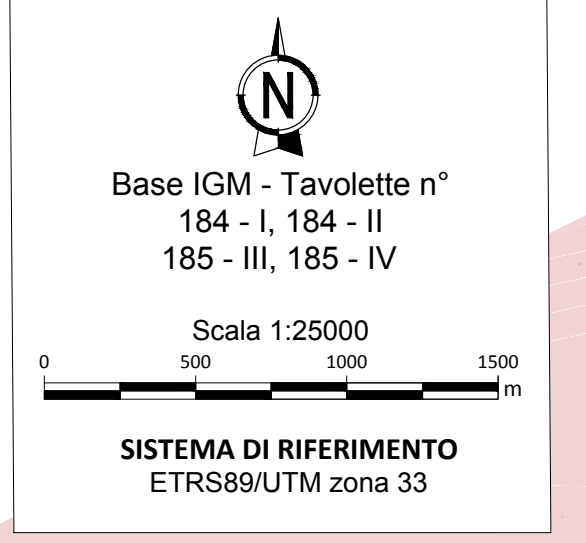 N
Base IGM - Tavolette n°
184 - I, 184 - II
185 - III, 185 - IV
Scala 1:25000
0 500 1000 1500
m
SISTEMA DI RIFERIMENTO
ETRS89/UTM zona 33